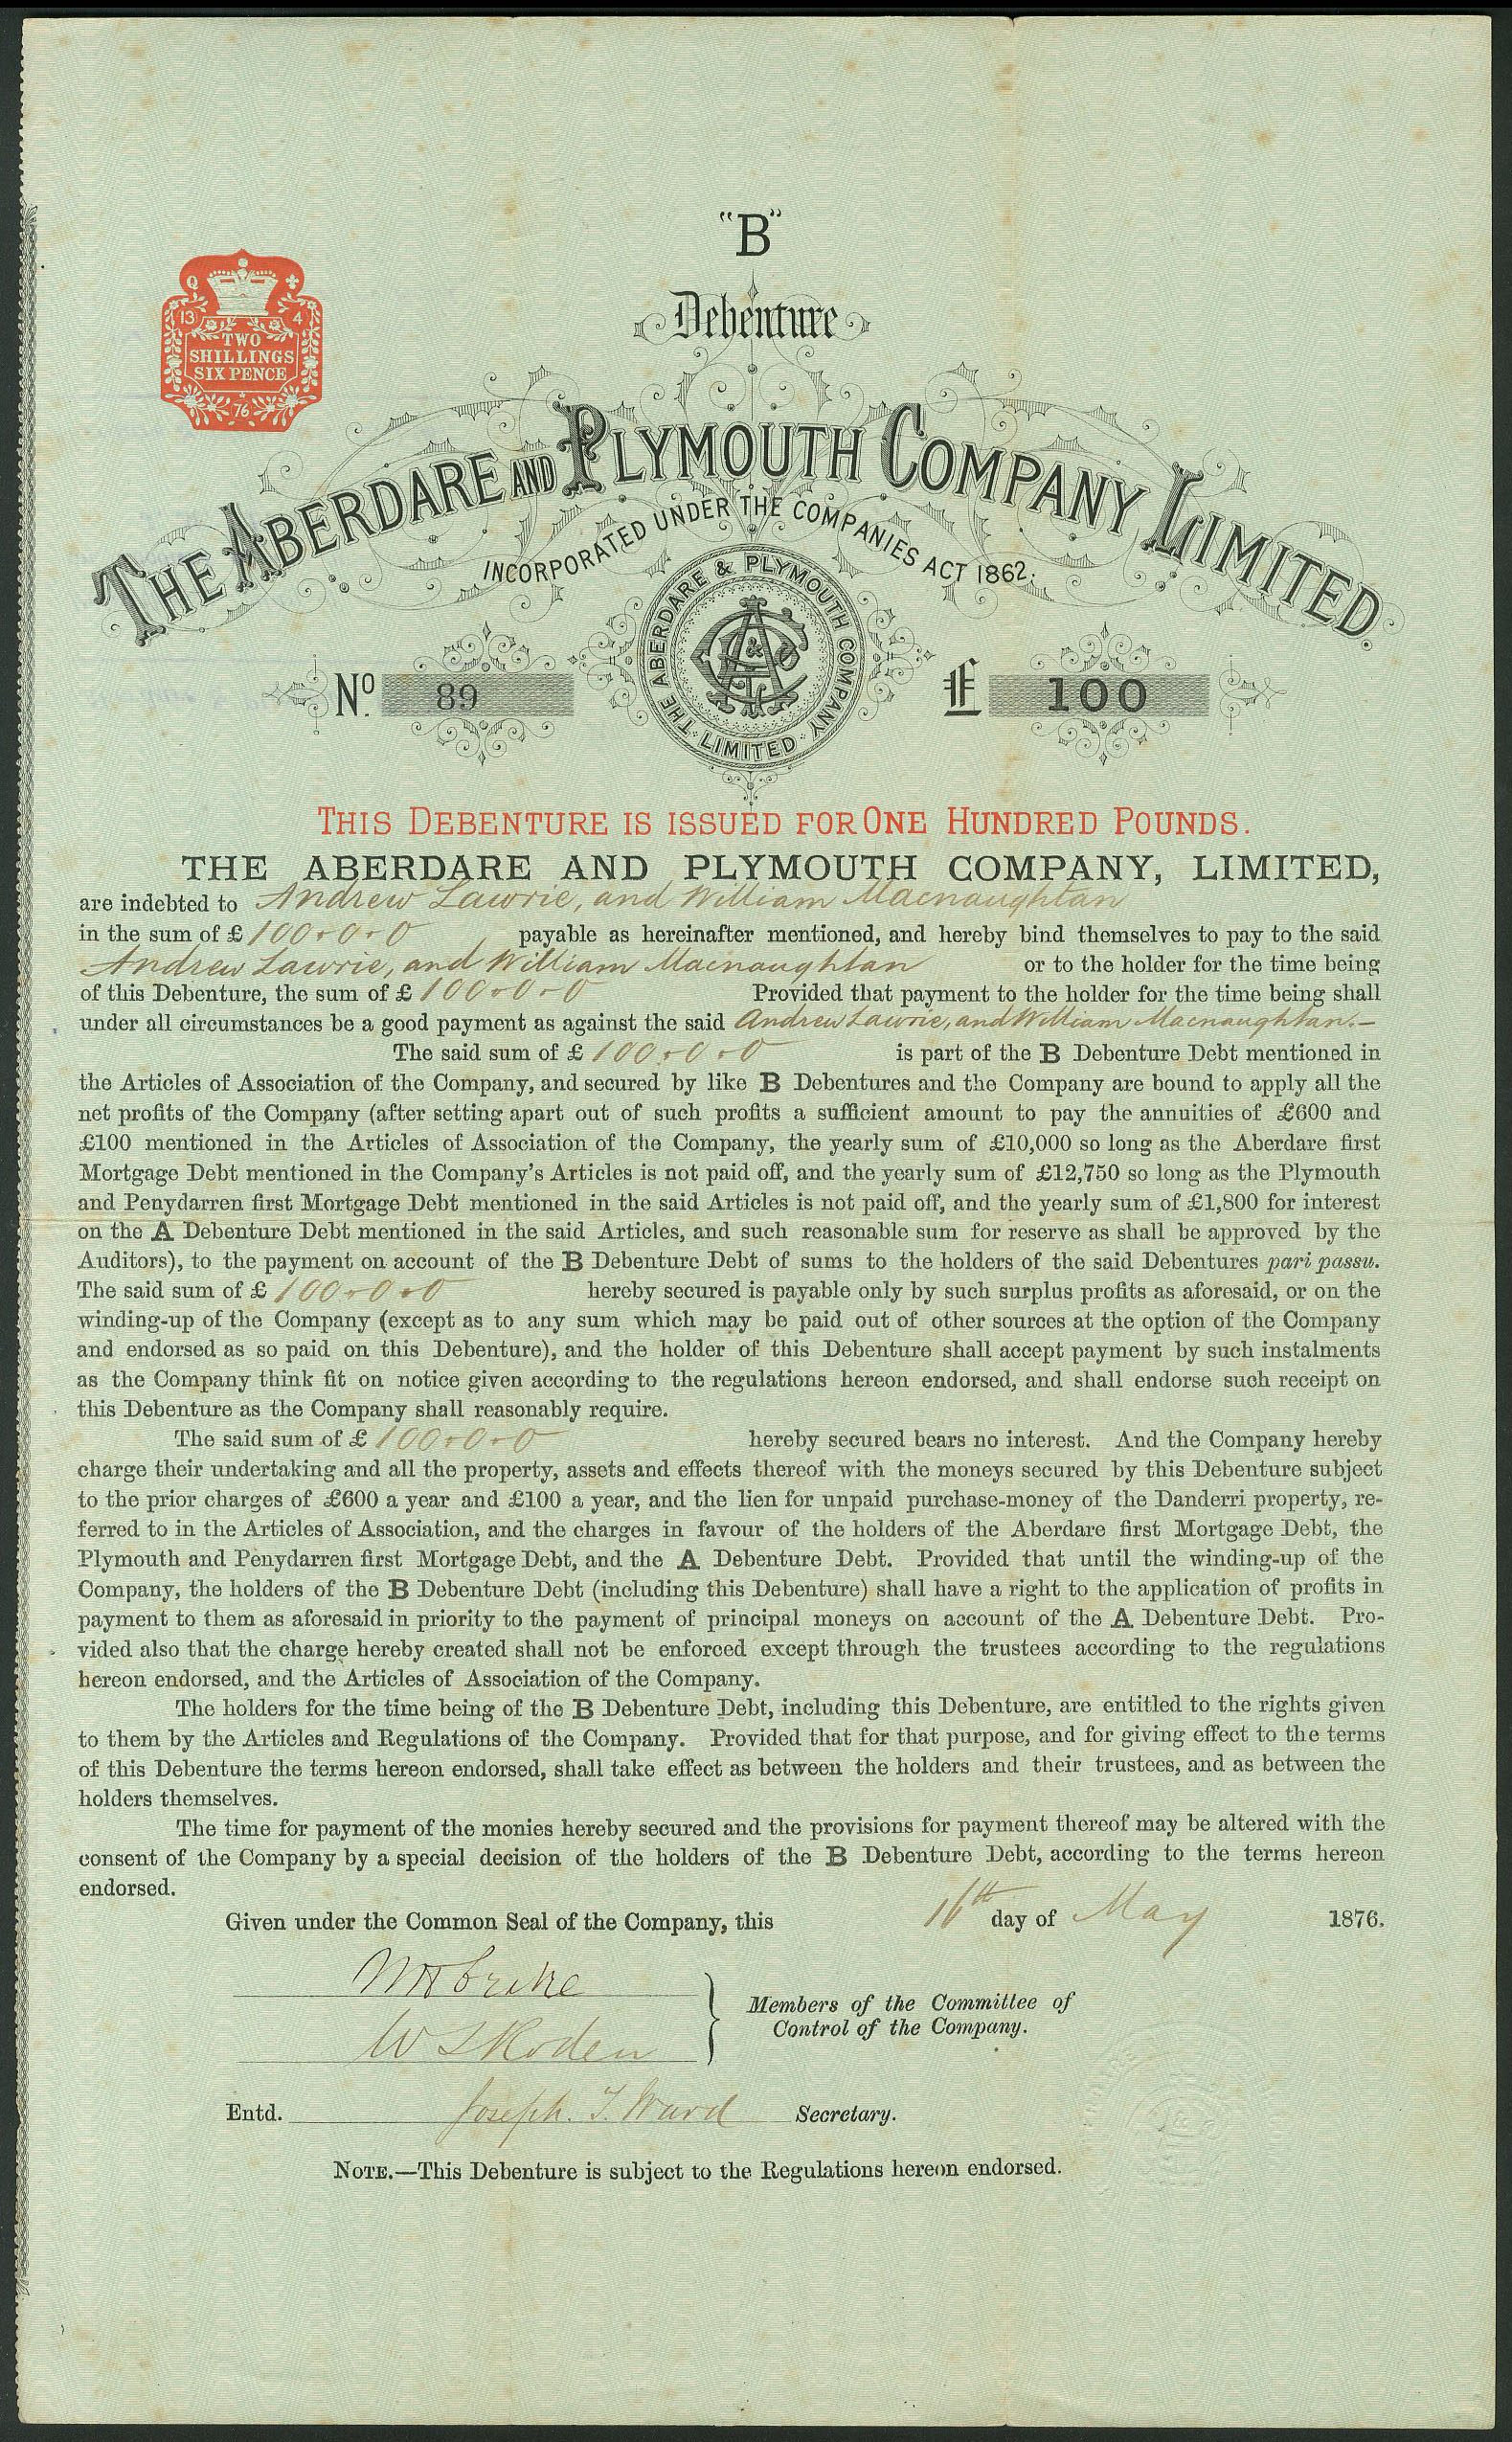 "B"
Debenture
Q
13 4
TWO
SHILLINGS
SIX PENCE
76
THE ABERDARE AND PLYMOUTH COMPANY LIMITED.
INCORPORATED UNDER THE COMPANIES ACT 1862.
THE ABERDARE & PLYMOUTH COMPANY LIMITED
No. 89 £ 100
THIS DEBENTURE IS ISSUED FOR ONE HUNDRED POUNDS.
THE ABERDARE AND PLYMOUTH COMPANY, LIMITED,
are indebted to Andrew Lawrie, and William Macnaughtan
in the sum of £ 100-0-0 payable as hereinafter mentioned, and hereby bind themselves to pay to the said
Andrew Lawrie, and William Macnaughtan or to the holder for the time being
of this Debenture, the sum of £ 100-0-0 Provided that payment to the holder for the time being shall
under all circumstances be a good payment as against the said Andrew Lawrie, and William Macnaughtan.—
The said sum of £ 100-0-0 is part of the B Debenture Debt mentioned in
the Articles of Association of the Company, and secured by like B Debentures and the Company are bound to apply all the
net profits of the Company (after setting apart out of such profits a sufficient amount to pay the annuities of £600 and
£100 mentioned in the Articles of Association of the Company, the yearly sum of £10,000 so long as the Aberdare first
Mortgage Debt mentioned in the Company's Articles is not paid off, and the yearly sum of £12,750 so long as the Plymouth
and Penydarren first Mortgage Debt mentioned in the said Articles is not paid off, and the yearly sum of £1,800 for interest
on the A Debenture Debt mentioned in the said Articles, and such reasonable sum for reserve as shall be approved by the
Auditors), to the payment on account of the B Debenture Debt of sums to the holders of the said Debentures pari passu.
The said sum of £ 100-0-0 hereby secured is payable only by such surplus profits as aforesaid, or on the
winding-up of the Company (except as to any sum which may be paid out of other sources at the option of the Company
and endorsed as so paid on this Debenture), and the holder of this Debenture shall accept payment by such instalments
as the Company think fit on notice given according to the regulations hereon endorsed, and shall endorse such receipt on
this Debenture as the Company shall reasonably require.
The said sum of £ 100-0-0 hereby secured bears no interest. And the Company hereby
charge their undertaking and all the property, assets and effects thereof with the moneys secured by this Debenture subject
to the prior charges of £600 a year and £100 a year, and the lien for unpaid purchase-money of the Danderri property, re-
ferred to in the Articles of Association, and the charges in favour of the holders of the Aberdare first Mortgage Debt, the
Plymouth and Penydarren first Mortgage Debt, and the A Debenture Debt. Provided that until the winding-up of the
Company, the holders of the B Debenture Debt (including this Debenture) shall have a right to the application of profits in
payment to them as aforesaid in priority to the payment of principal moneys on account of the A Debenture Debt. Pro-
vided also that the charge hereby created shall not be enforced except through the trustees according to the regulations
hereon endorsed, and the Articles of Association of the Company.
The holders for the time being of the B Debenture Debt, including this Debenture, are entitled to the rights given
to them by the Articles and Regulations of the Company. Provided that for that purpose, and for giving effect to the terms
of this Debenture the terms hereon endorsed, shall take effect as between the holders and their trustees, and as between the
holders themselves.
The time for payment of the monies hereby secured and the provisions for payment thereof may be altered with the
consent of the Company by a special decision of the holders of the B Debenture Debt, according to the terms hereon
endorsed.
Given under the Common Seal of the Company, this 16th day of May 1876.
W S Roden
Members of the Committee of
Control of the Company.
Entd. Joseph. T. Ward Secretary.
NOTE.—This Debenture is subject to the Regulations hereon endorsed.